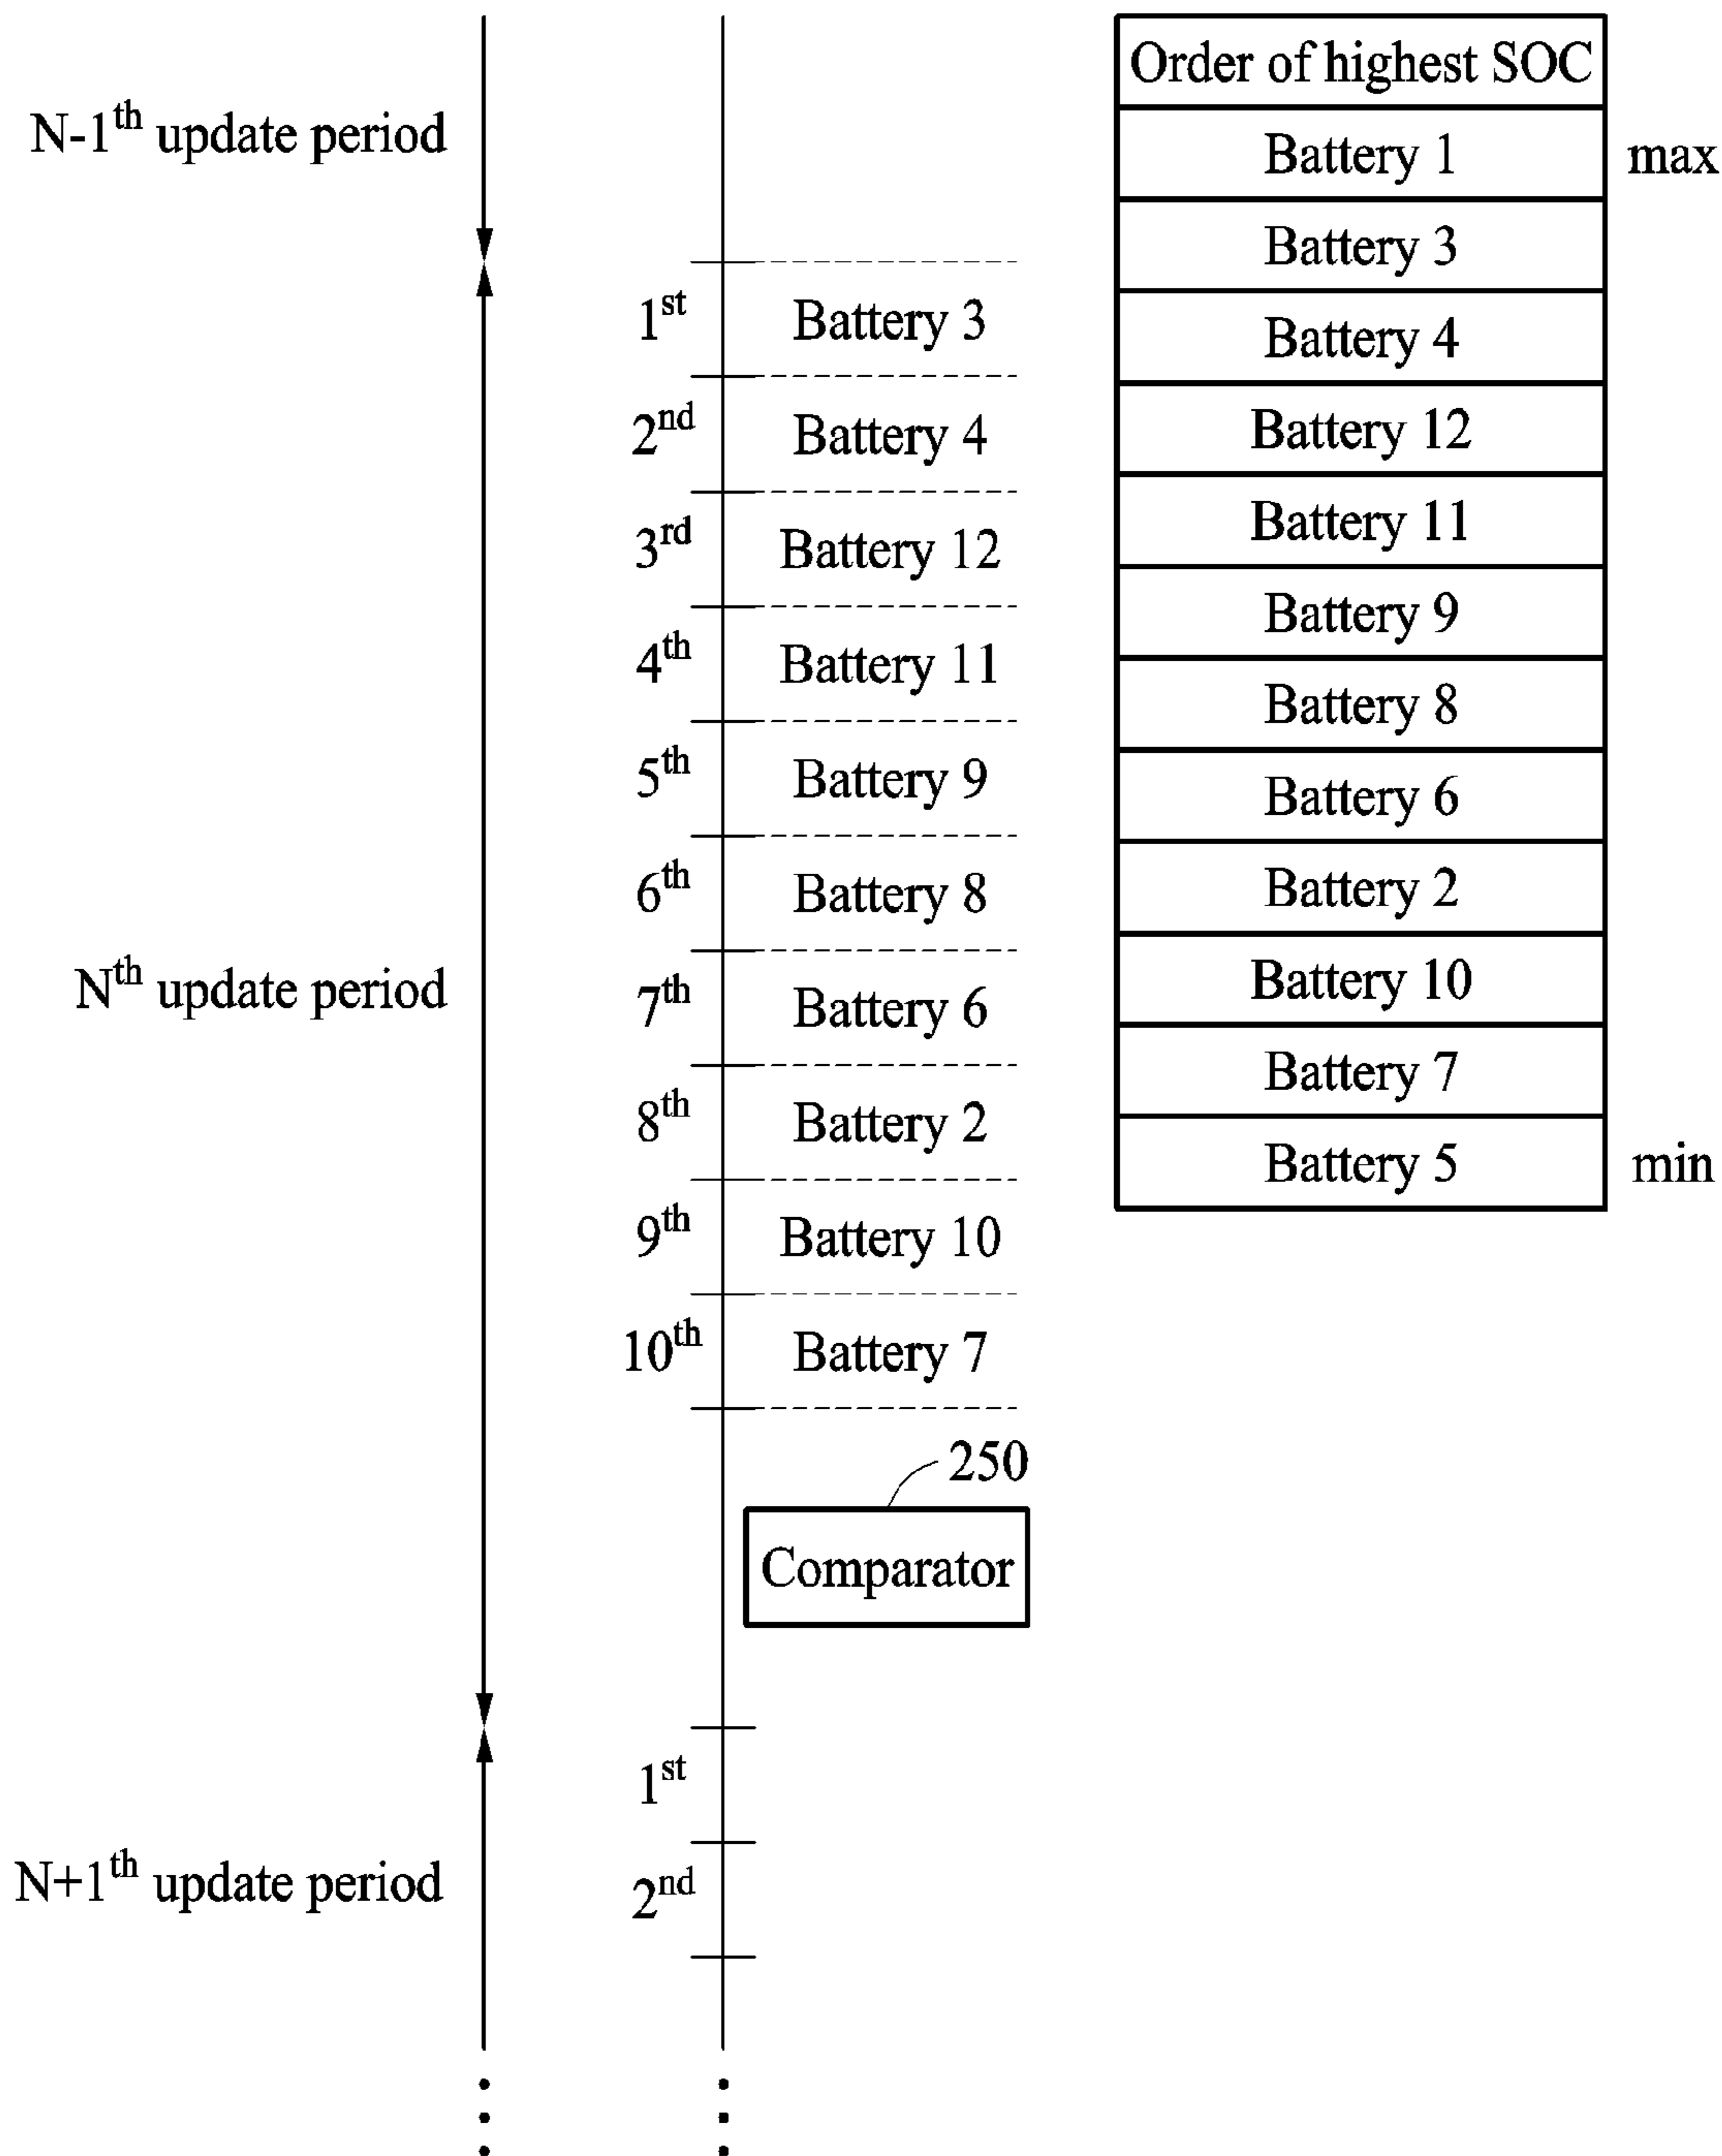 N-1th update period
Nth update period
N+1th update period
1st Battery 3
2nd Battery 4
3rd Battery 12
4th Battery 11
5th Battery 9
6th Battery 8
7th Battery 6
8th Battery 2
9th Battery 10
10th Battery 7
250
Comparator
1st
2nd
Order of highest SOC
Battery 1 max
Battery 3
Battery 4
Battery 12
Battery 11
Battery 9
Battery 8
Battery 6
Battery 2
Battery 10
Battery 7
Battery 5 min